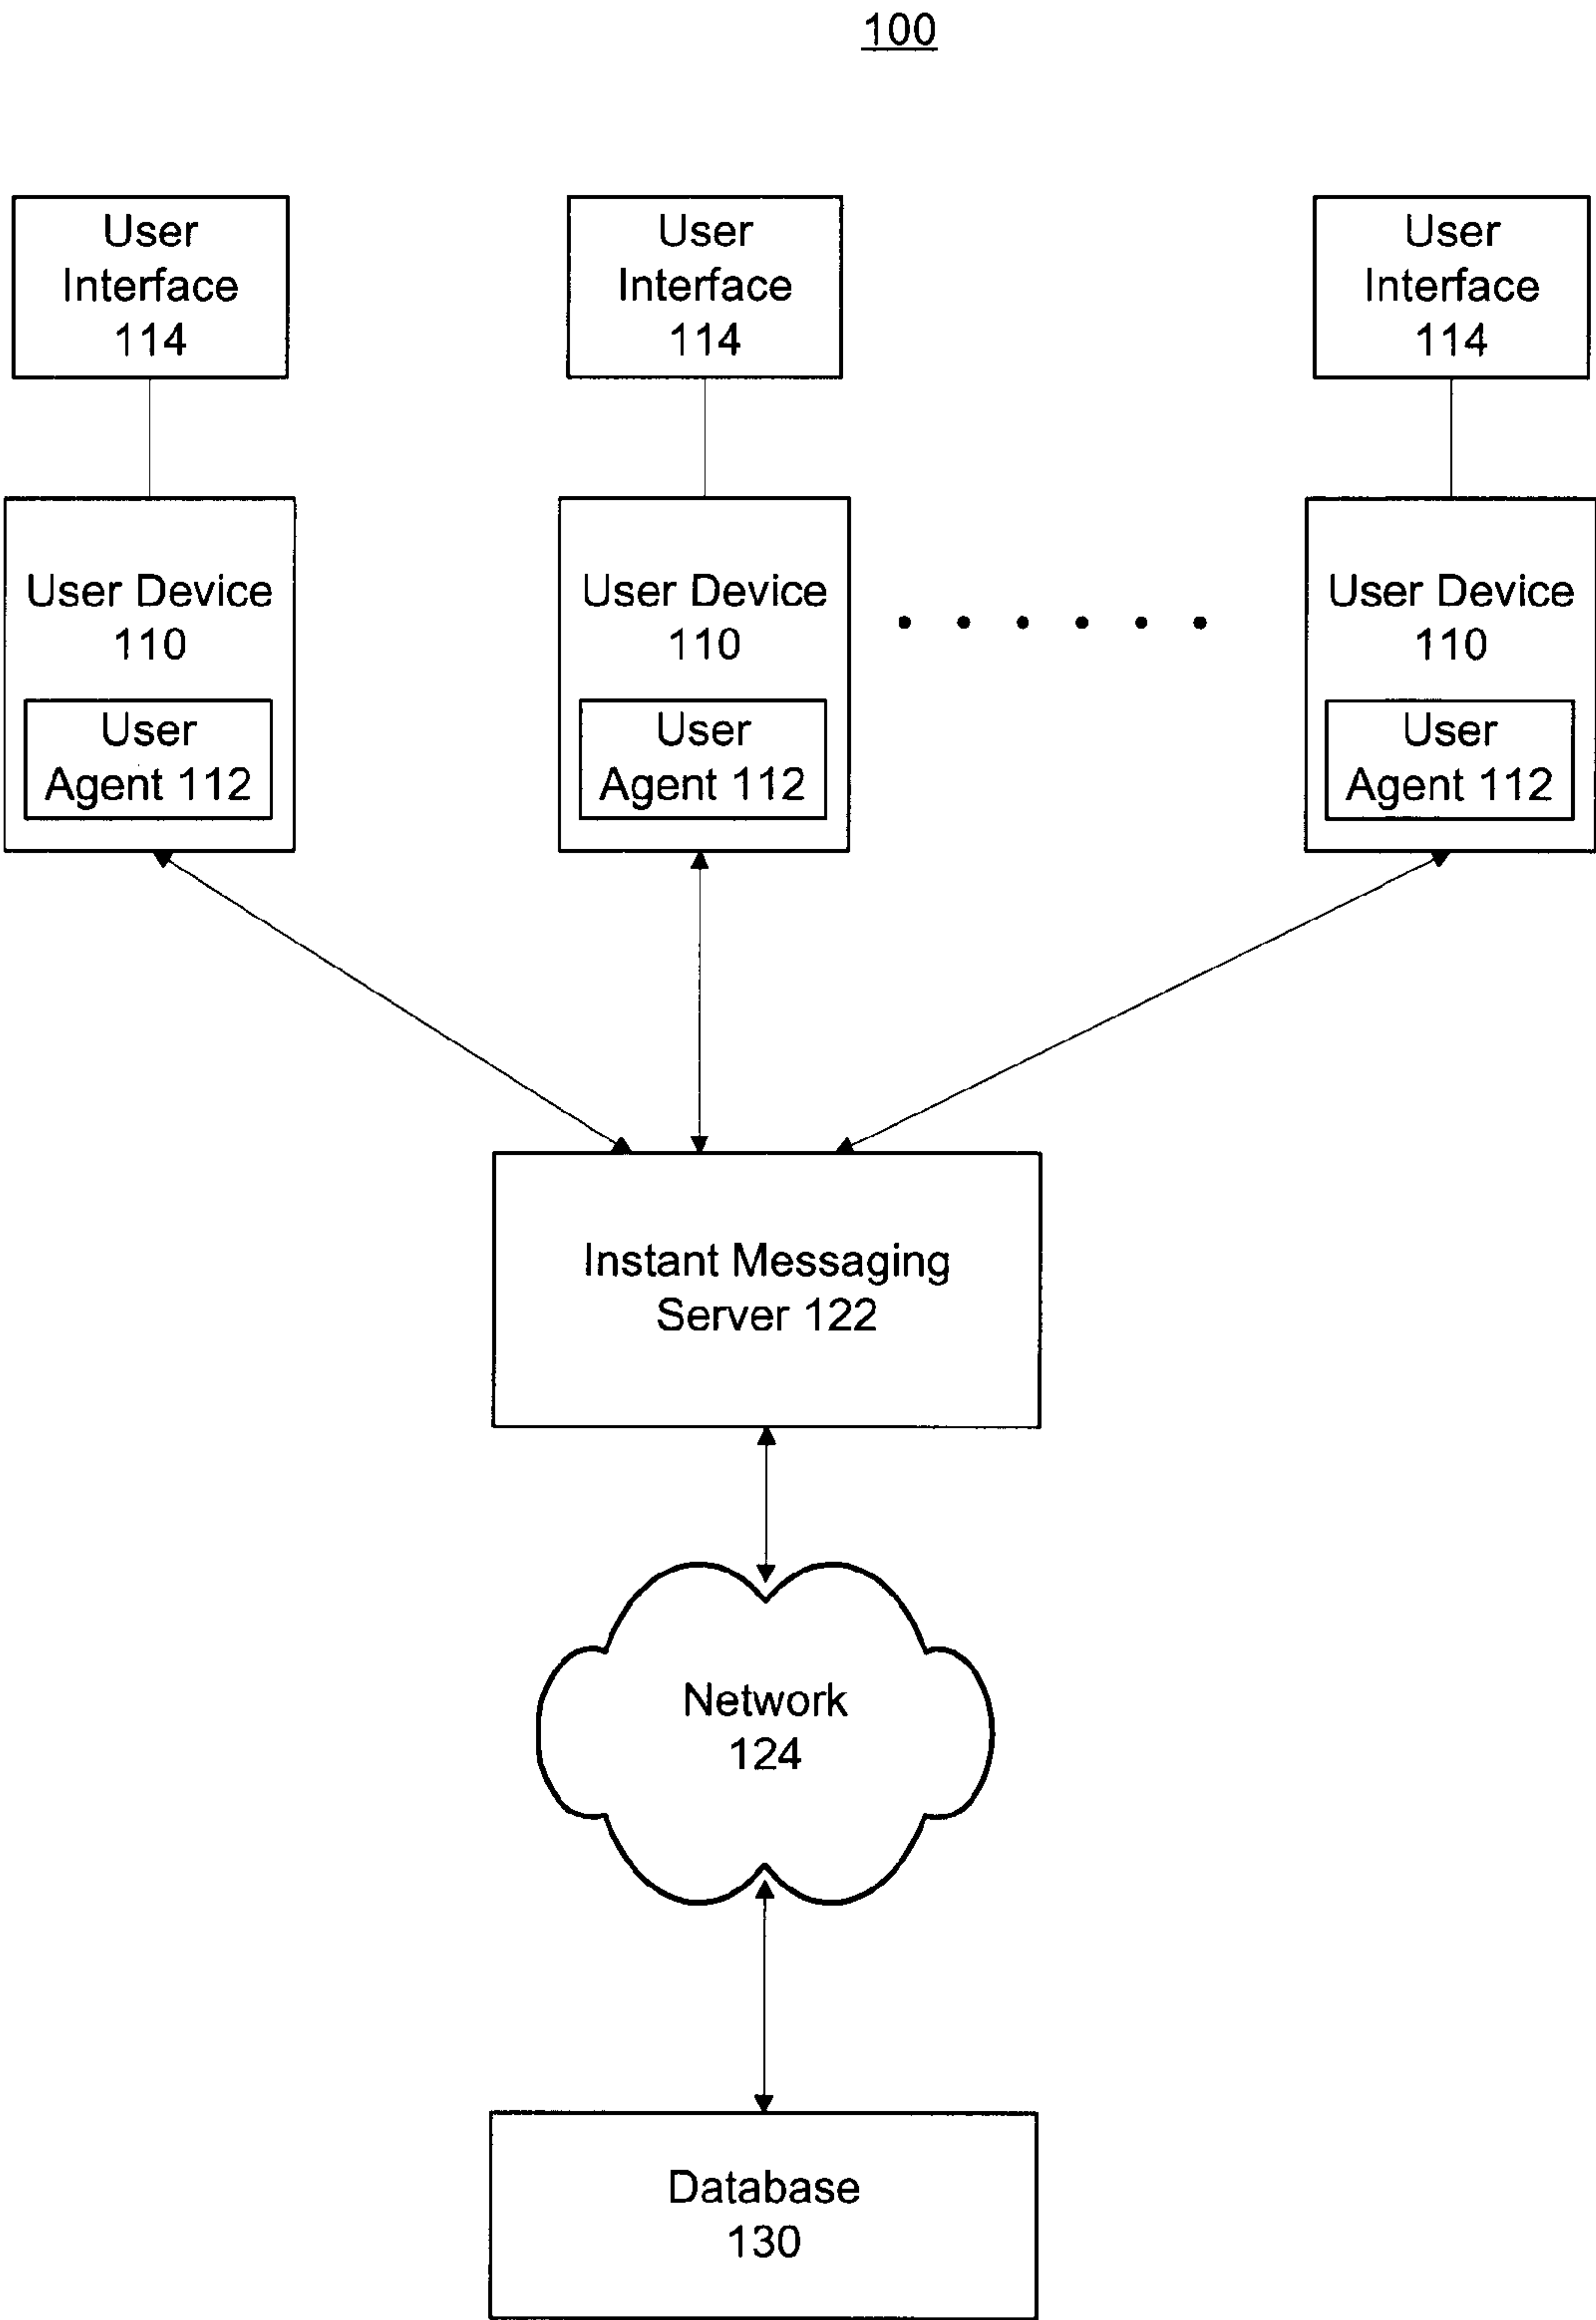 100
User
Interface
114
User
Interface
114
User
Interface
114
User Device
110
User
Agent 112
User Device
110
User
Agent 112
User Device
110
User
Agent 112
Instant Messaging
Server 122
Network
124
Database
130